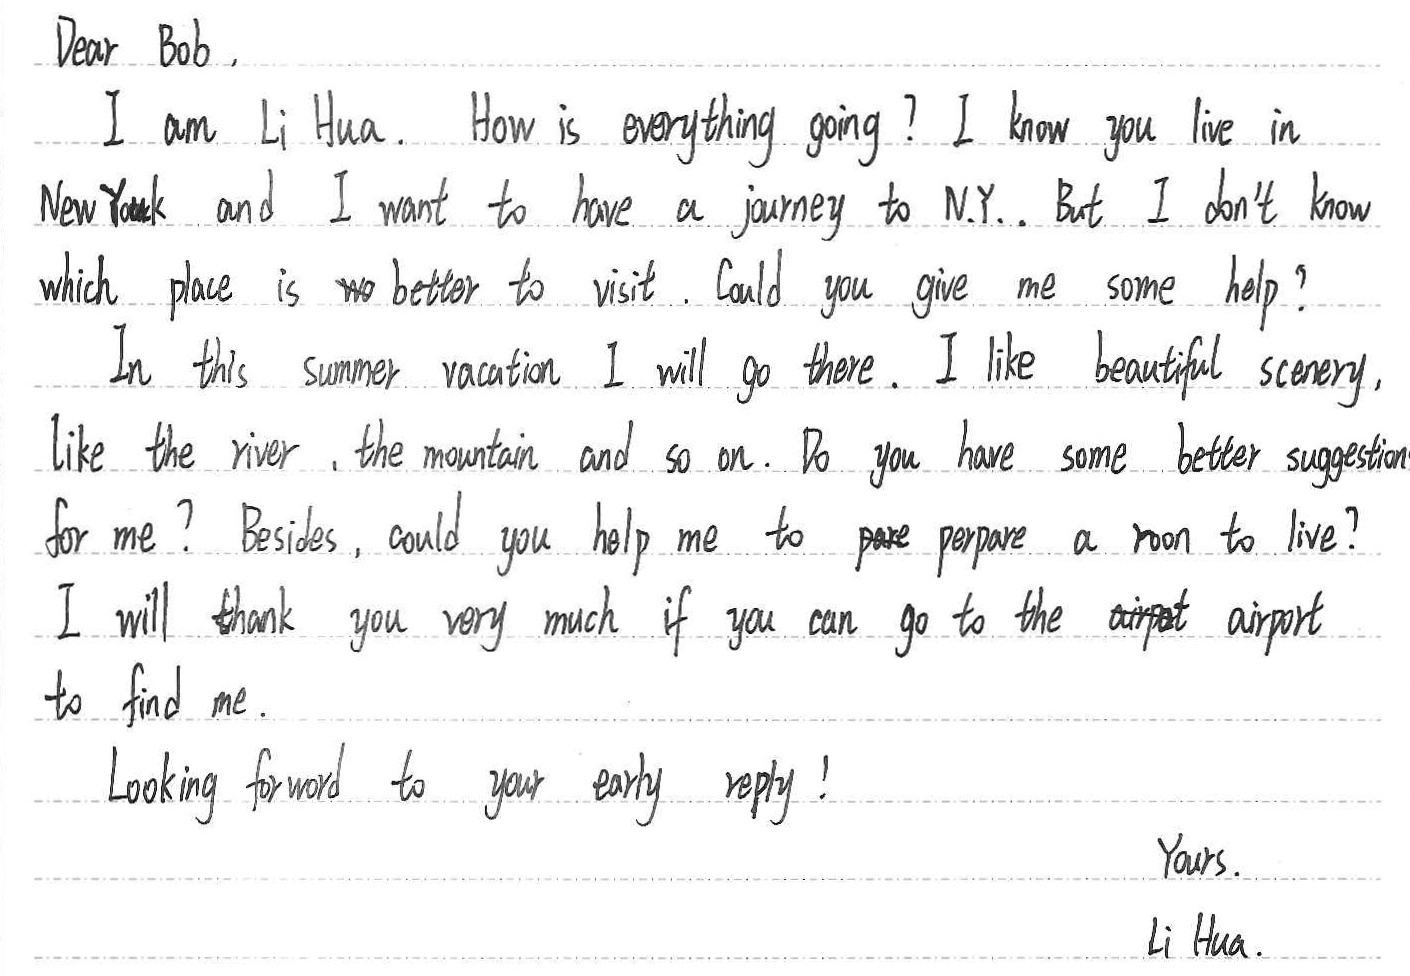 Dear Bob,
I am Li Hua. How is everything going? I know you live in
New York and I want to have a journey to N.Y.. But I don't know
which place is better to visit. Could you give me some help?
In this summer vacation I will go there. I like beautiful scenery,
like the river, the mountain and so on. Do you have some better suggestions
for me? Besides, could you help me to perpare a roon to live?
I will thank you very much if you can go to the airport
to find me.
Looking forword to your early reply!
Yours.
Li Hua.